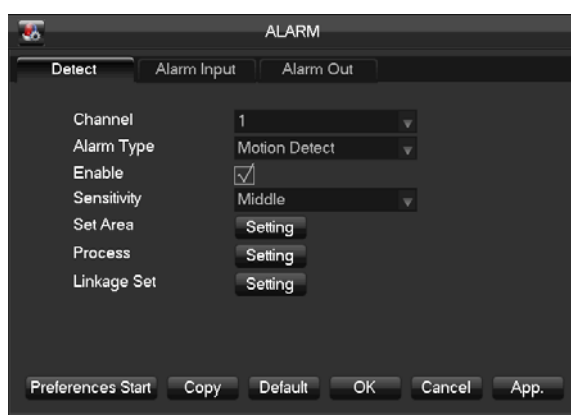 ALARM
Detect Alarm Input Alarm Out
Channel 1
Alarm Type Motion Detect
Enable
Sensitivity Middle
Set Area Setting
Process Setting
Linkage Set Setting
Preferences Start Copy Default OK Cancel App.